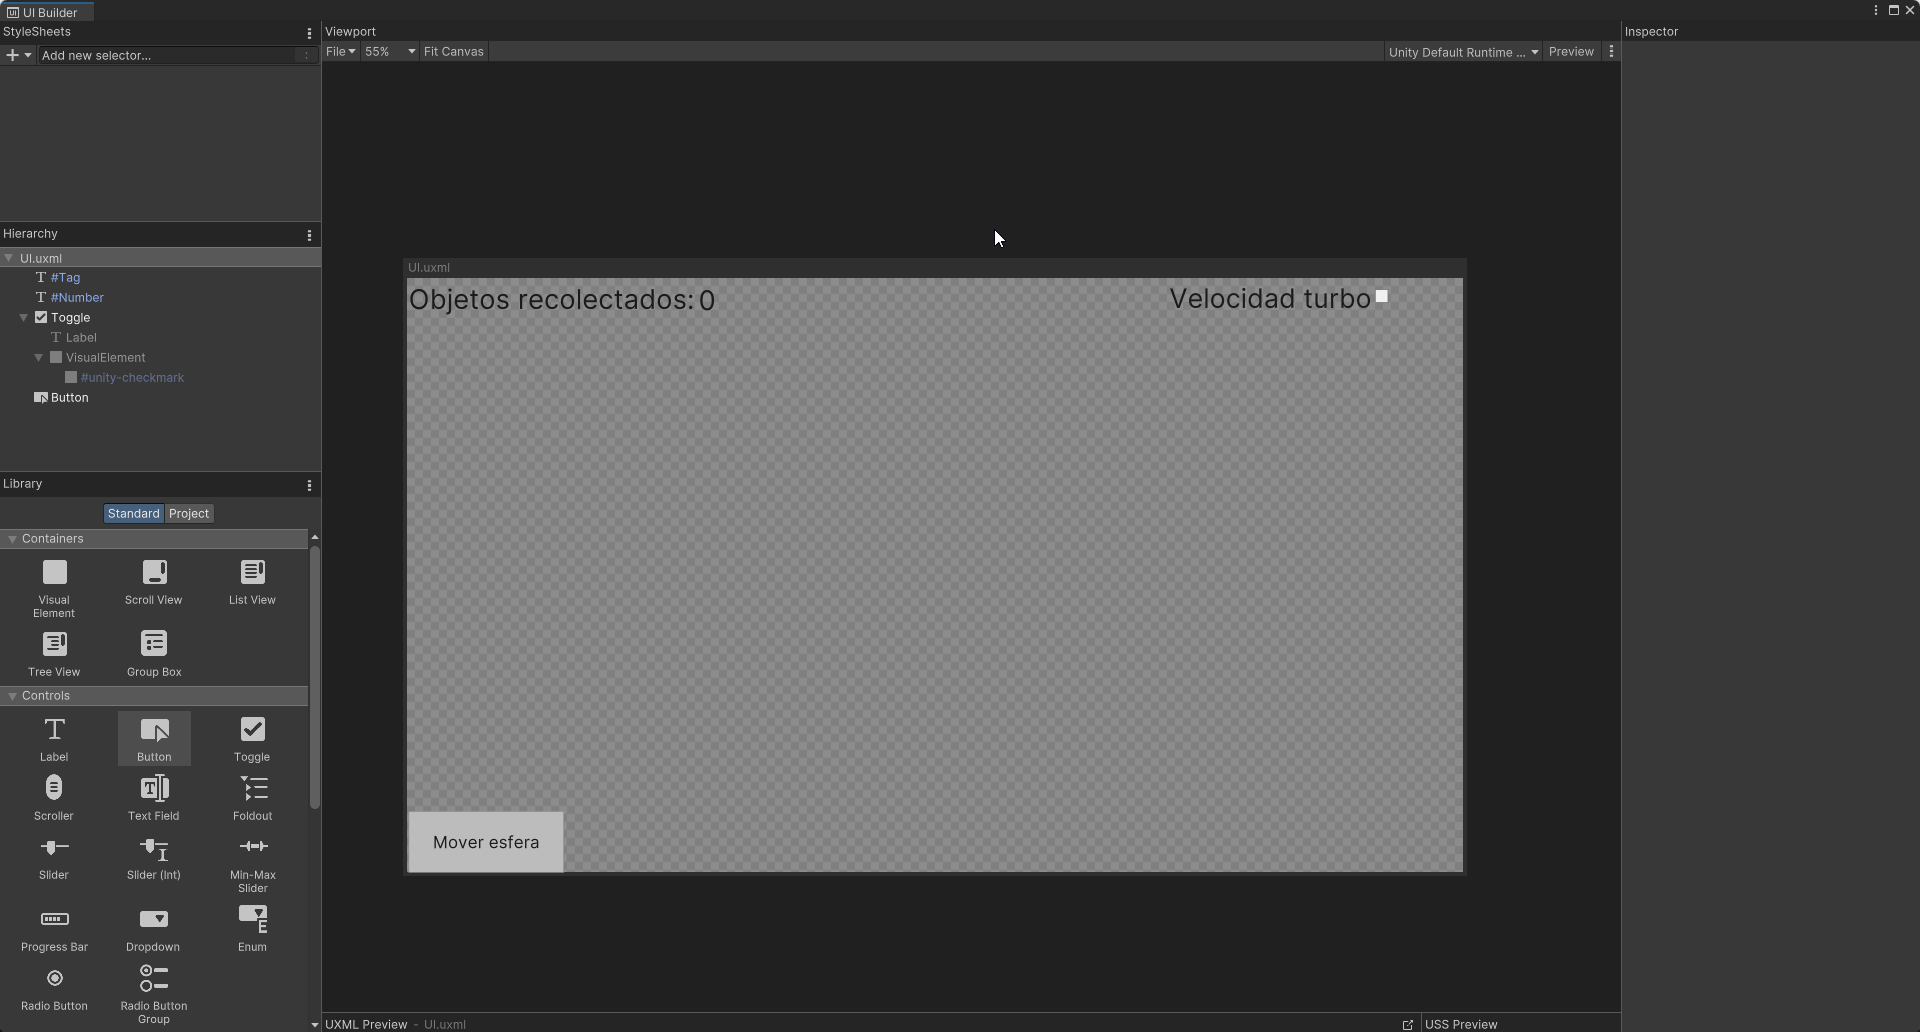 UI Builder
StyleSheets
Add new selector...
Hierarchy
UI.uxml
#Tag
#Number
Toggle
Label
VisualElement
#unity-checkmark
Button
Library
Standard Project
Containers
Visual Element
Scroll View
List View
Tree View
Group Box
Controls
Label
Button
Toggle
Scroller
Text Field
Foldout
Slider
Slider (Int)
Min-Max Slider
Progress Bar
Dropdown
Enum
Radio Button
Radio Button Group
Viewport
File 55% Fit Canvas
Unity Default Runtime ... Preview
UI.uxml
Objetos recolectados: 0
Velocidad turbo
Mover esfera
UXML Preview - UI.uxml
USS Preview
Inspector